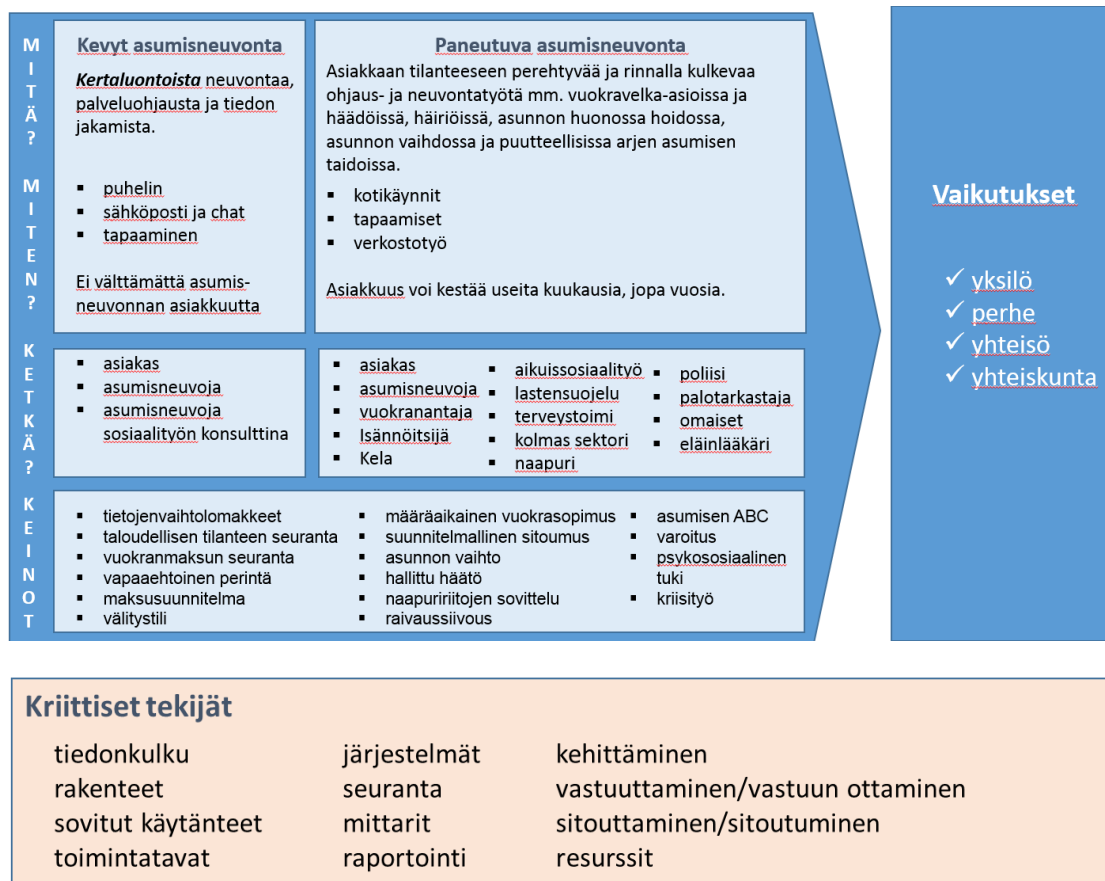 MITÄ?
Kevyt asumisneuvonta
Kertaluontoista neuvontaa,
palveluohjausta ja tiedon
jakamista.
Paneutuva asumisneuvonta
Asiakkaan tilanteeseen perehtyvää ja rinnalla kulkevaa
ohjaus- ja neuvontatyötä mm. vuokravelka-asioissa ja
häädöissä, häiriöissä, asunnon huonossa hoidossa,
asunnon vaihdossa ja puutteellisissa arjen asumisen
taidoissa.
MITEN?
▪ puhelin
▪ sähköposti ja chat
▪ tapaaminen
Ei välttämättä asumis-
neuvonnan asiakkuutta
▪ kotikäynnit
▪ tapaamiset
▪ verkostotyö
Asiakkuus voi kestää useita kuukausia, jopa vuosia.
KETKÄ?
▪ asiakas
▪ asumisneuvoja
▪ asumisneuvoja
sosiaalityön konsulttina
▪ asiakas
▪ asumisneuvoja
▪ vuokranantaja
▪ Isännöitsijä
▪ Kela
▪ aikuissosiaalityö
▪ lastensuojelu
▪ terveystoimi
▪ kolmas sektori
▪ naapuri
▪ poliisi
▪ palotarkastaja
▪ omaiset
▪ eläinlääkäri
KEINOT
▪ tietojenvaihtolomakkeet
▪ taloudellisen tilanteen seuranta
▪ vuokranmaksun seuranta
▪ vapaaehtoinen perintä
▪ maksusuunnitelma
▪ välitystili
▪ määräaikainen vuokrasopimus
▪ suunnitelmallinen sitoumus
▪ asunnon vaihto
▪ hallittu häätö
▪ naapuririitojen sovittelu
▪ raivaussiivous
▪ asumisen ABC
▪ varoitus
▪ psykososiaalinen
tuki
▪ kriisityö
Vaikutukset
✓ yksilö
✓ perhe
✓ yhteisö
✓ yhteiskunta
Kriittiset tekijät
tiedonkulku
rakenteet
sovitut käytänteet
toimintatavat
järjestelmät
seuranta
mittarit
raportointi
kehittäminen
vastuuttaminen/vastuun ottaminen
sitouttaminen/sitoutuminen
resurssit